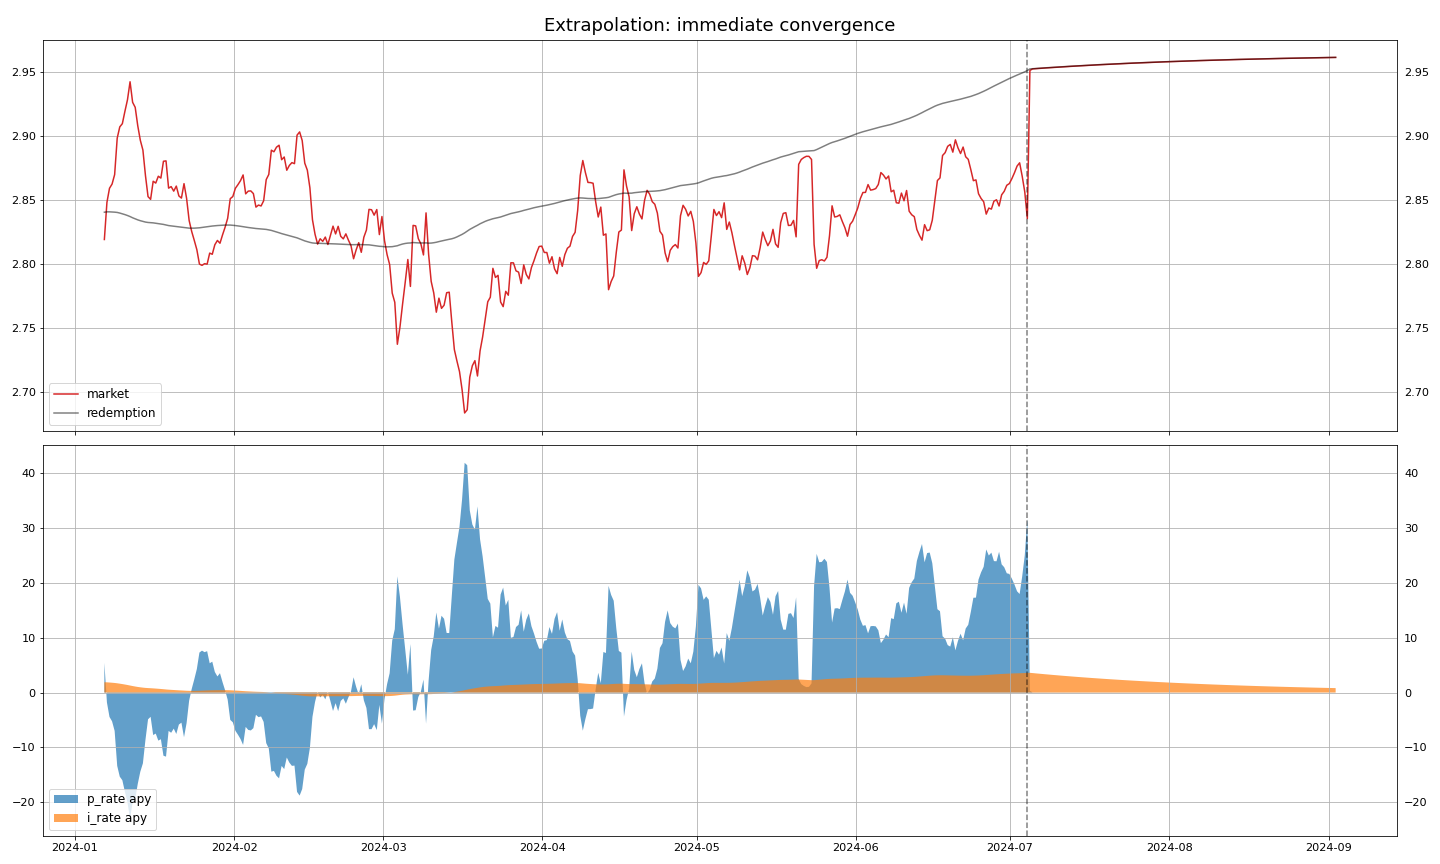 Extrapolation: immediate convergence
2.95 2.95
2.90 2.90
2.85 2.85
2.80 2.80
2.75 2.75
2.70 2.70
market
redemption
40 40
30 30
20 20
10 10
0 0
−10 −10
−20 −20
p_rate apy
i_rate apy
2024-01 2024-02 2024-03 2024-04 2024-05 2024-06 2024-07 2024-08 2024-09